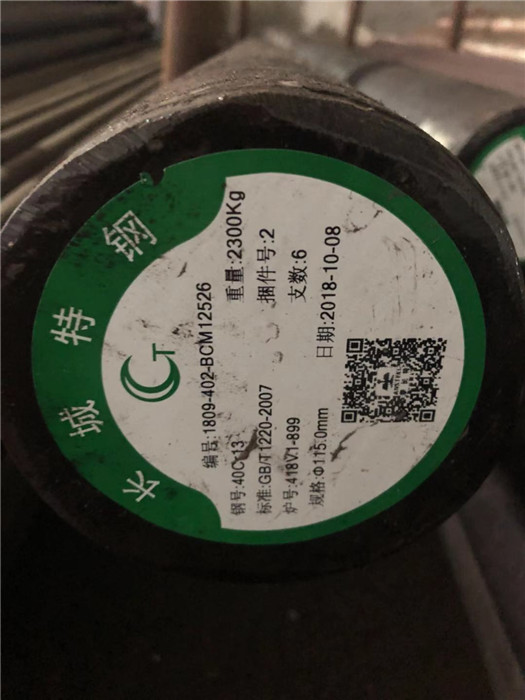 长城特钢
CT
编号:1809-402-BCM12526
钢号:40Cr13
重量:2300Kg
标准:GB/T1220-2007
捆件号:2
炉号:418V1-899
支数:6
规格:Φ115.0mm
日期:2018-10-08